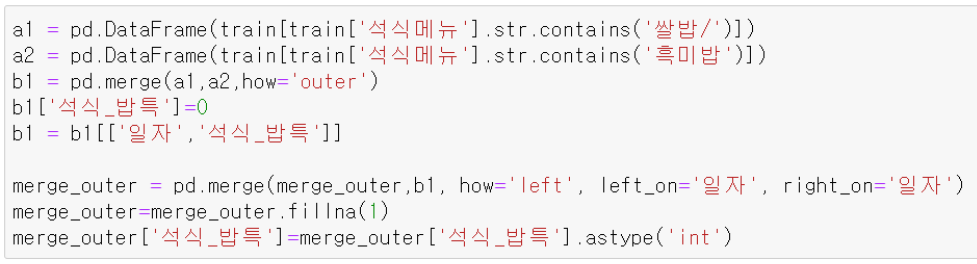 a1 = pd.DataFrame(train[train['석식메뉴'].str.contains('쌀밥/')])
a2 = pd.DataFrame(train[train['석식메뉴'].str.contains('흑미밥')])
b1 = pd.merge(a1,a2,how='outer')
b1['석식_밥특']=0
b1 = b1[['일자','석식_밥특']]
merge_outer = pd.merge(merge_outer,b1, how='left', left_on='일자', right_on='일자')
merge_outer=merge_outer.fillna(1)
merge_outer['석식_밥특']=merge_outer['석식_밥특'].astype('int')